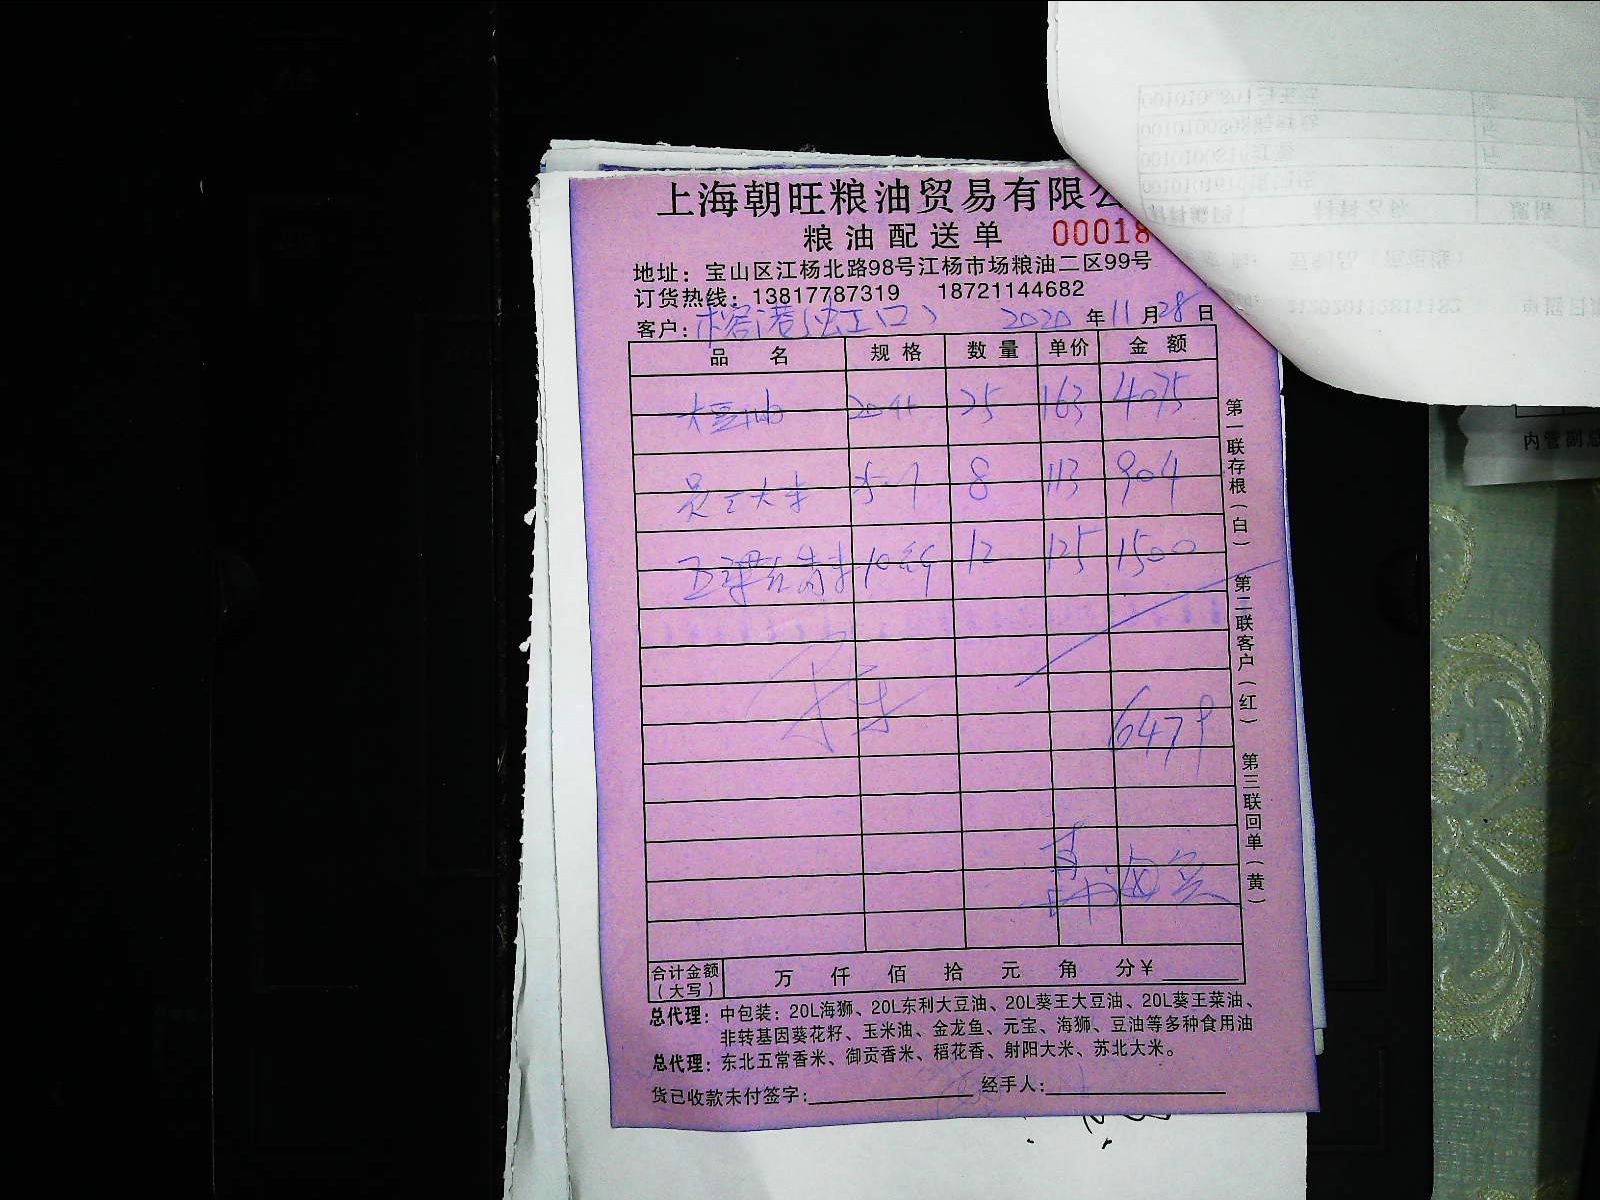 上海朝旺粮油贸易有限公
粮油配送单 00018
地址：宝山区江杨北路98号江杨市场粮油二区99号
订货热线：13817787319 18721144682
客户： （虹口） 2020 年 11 月 28 日
品 名 规 格 数 量 单价 金 额
大豆油 25 163 4075
大米 8 113 904
12 125 1500
6479
合计金额（大写） 万 仟 佰 拾 元 角 分￥
总代理：中包装：20L海狮、20L东利大豆油、20L葵王大豆油、20L葵王菜油、
非转基因葵花籽、玉米油、金龙鱼、元宝、海狮、豆油等多种食用油
总代理：东北五常香米、御贡香米、稻花香、射阳大米、苏北大米。
货已收款未付签字： 经手人：
第一联存根（白）
第二联客户（红）
第三联回单（黄）
内管副总